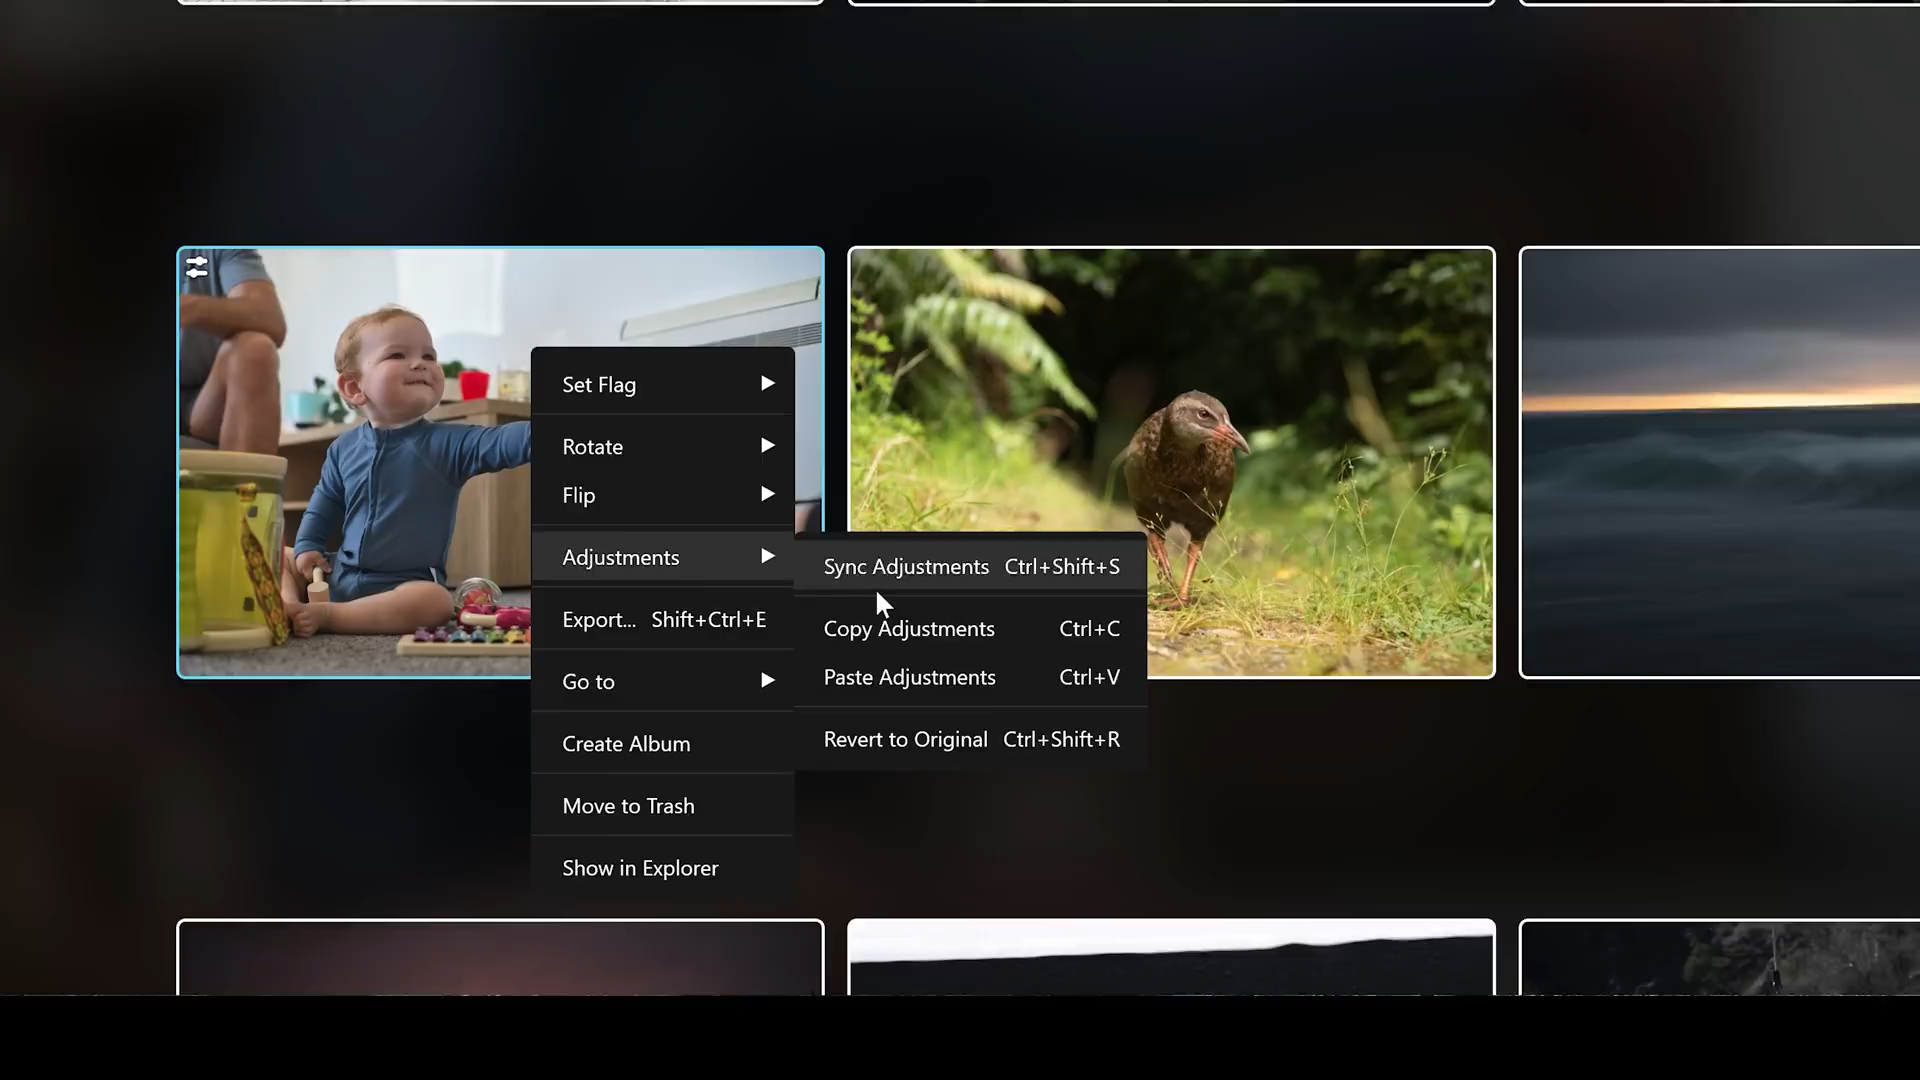 Set Flag
Rotate
Flip
Adjustments
Export... Shift+Ctrl+E
Go to
Create Album
Move to Trash
Show in Explorer
Sync Adjustments Ctrl+Shift+S
Copy Adjustments Ctrl+C
Paste Adjustments Ctrl+V
Revert to Original Ctrl+Shift+R